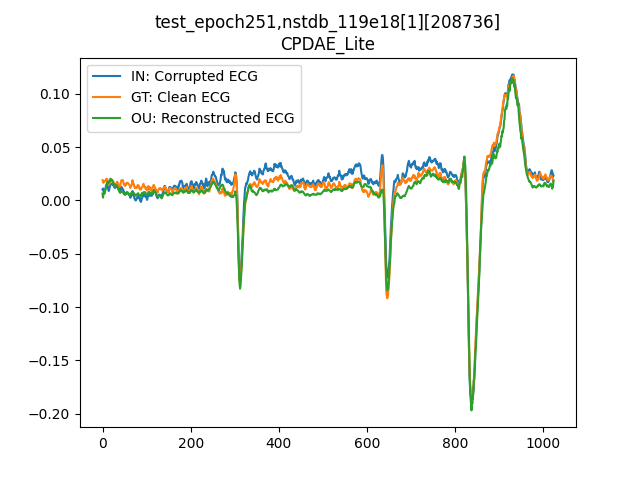 test_epoch251,nstdb_119e18[1][208736]
CPDAE_Lite
IN: Corrupted ECG
GT: Clean ECG
OU: Reconstructed ECG
0.10
0.05
0.00
−0.05
−0.10
−0.15
−0.20
0 200 400 600 800 1000